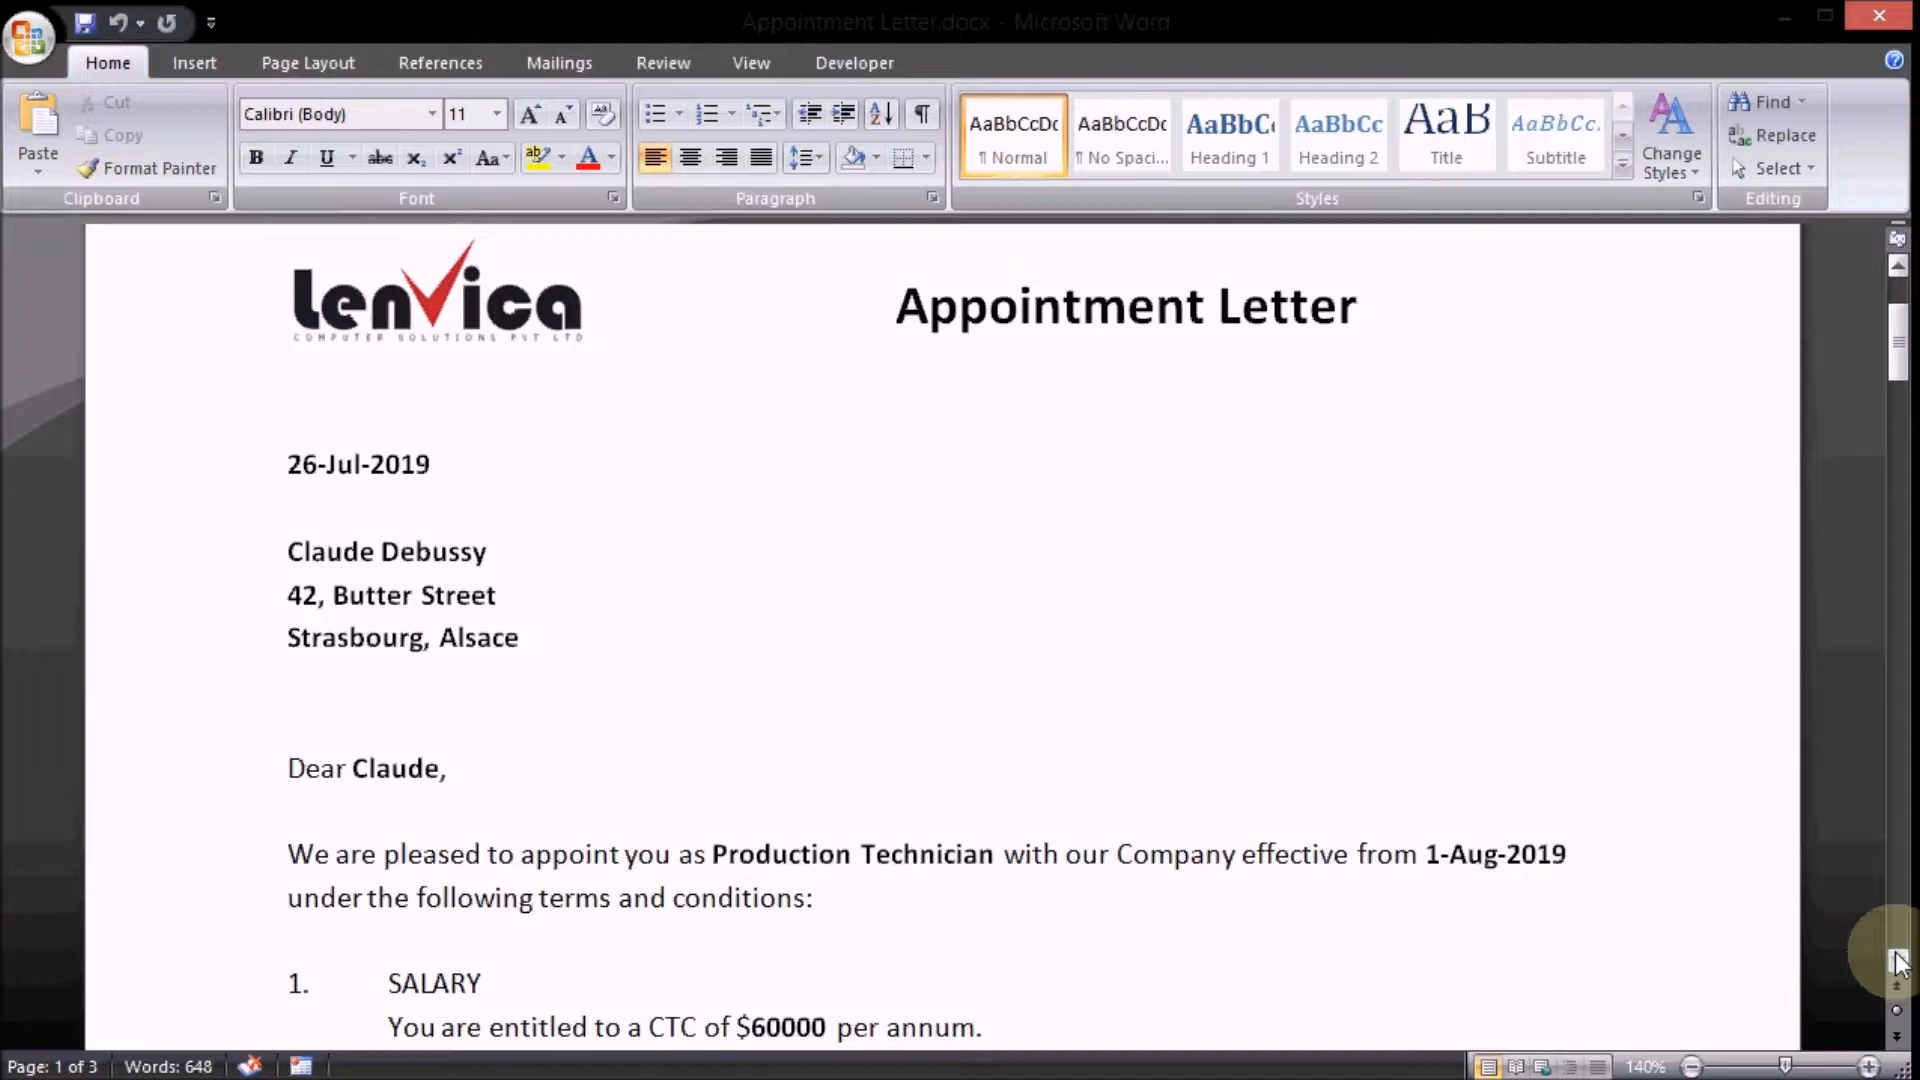 Appointment Letter.docx - Microsoft Word
Home Insert Page Layout References Mailings Review View Developer
Paste
Cut
Copy
Format Painter
Clipboard
Calibri (Body) 11
B I U abc x₂ x² Aa
Font
Paragraph
AaBbCcDc AaBbCcDc AaBbC AaBbCc AaB AaBbCc.
¶ Normal ¶ No Spaci... Heading 1 Heading 2 Title Subtitle
Change
Styles
Styles
Find
Replace
Select
Editing
Lenvica
COMPUTER SOLUTIONS PVT LTD
Appointment Letter
26-Jul-2019
Claude Debussy
42, Butter Street
Strasbourg, Alsace
Dear Claude,
We are pleased to appoint you as Production Technician with our Company effective from 1-Aug-2019
under the following terms and conditions:
1. SALARY
You are entitled to a CTC of $60000 per annum.
Page: 1 of 3 Words: 648 140%